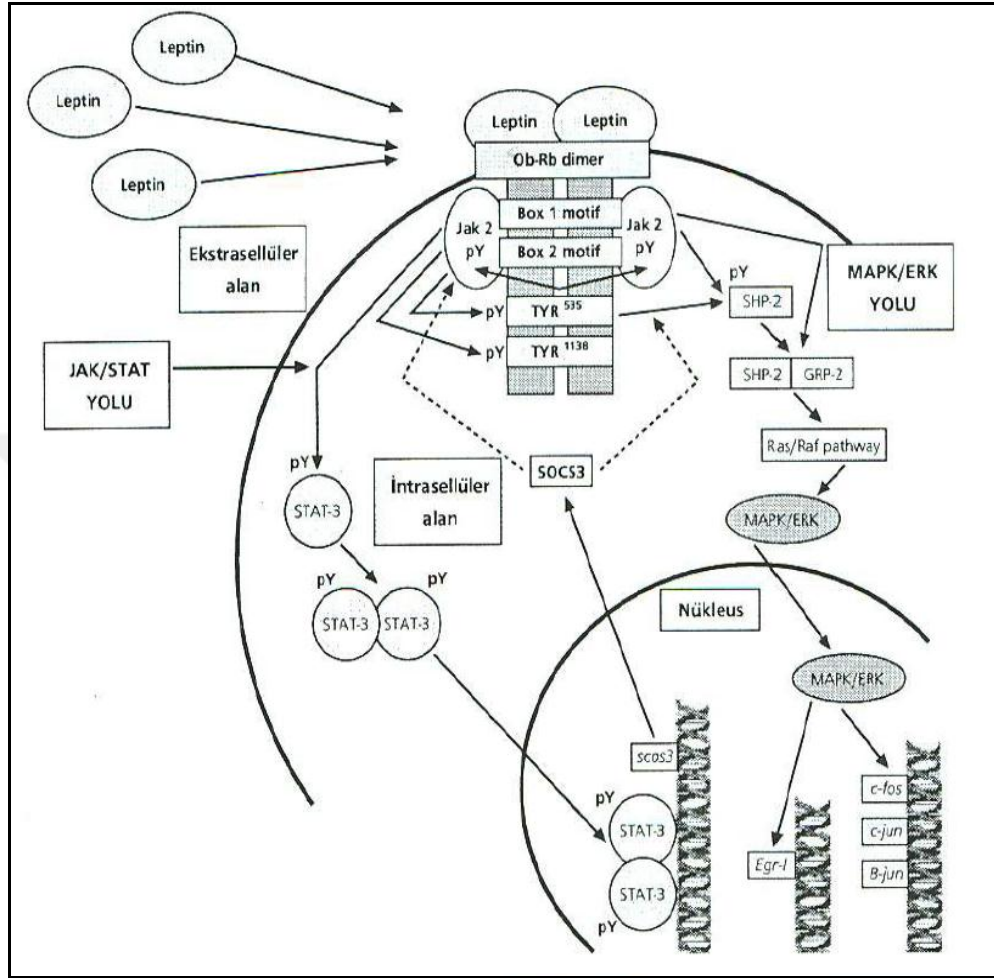 Leptin
Leptin
Leptin
Leptin Leptin
Ob-Rb dimer
Box 1 motif
Jak 2 Jak 2
Box 2 motif
pY pY
Ekstrasellüler
alan
MAPK/ERK
YOLU
pY
SHP-2
pY TYR 535
pY TYR 1138
JAK/STAT
YOLU
SHP-2 GRP-2
Ras/Raf pathway
pY
STAT-3
İntrasellüler
alan
SOCS3
MAPK/ERK
pY pY
STAT-3 STAT-3
Nükleus
MAPK/ERK
scos3
pY
STAT-3
STAT-3
pY
Egr-I
c-fos
c-jun
B-jun